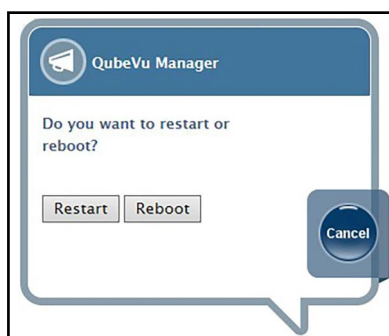 QubeVu Manager
Do you want to restart or
reboot?
Restart Reboot
Cancel